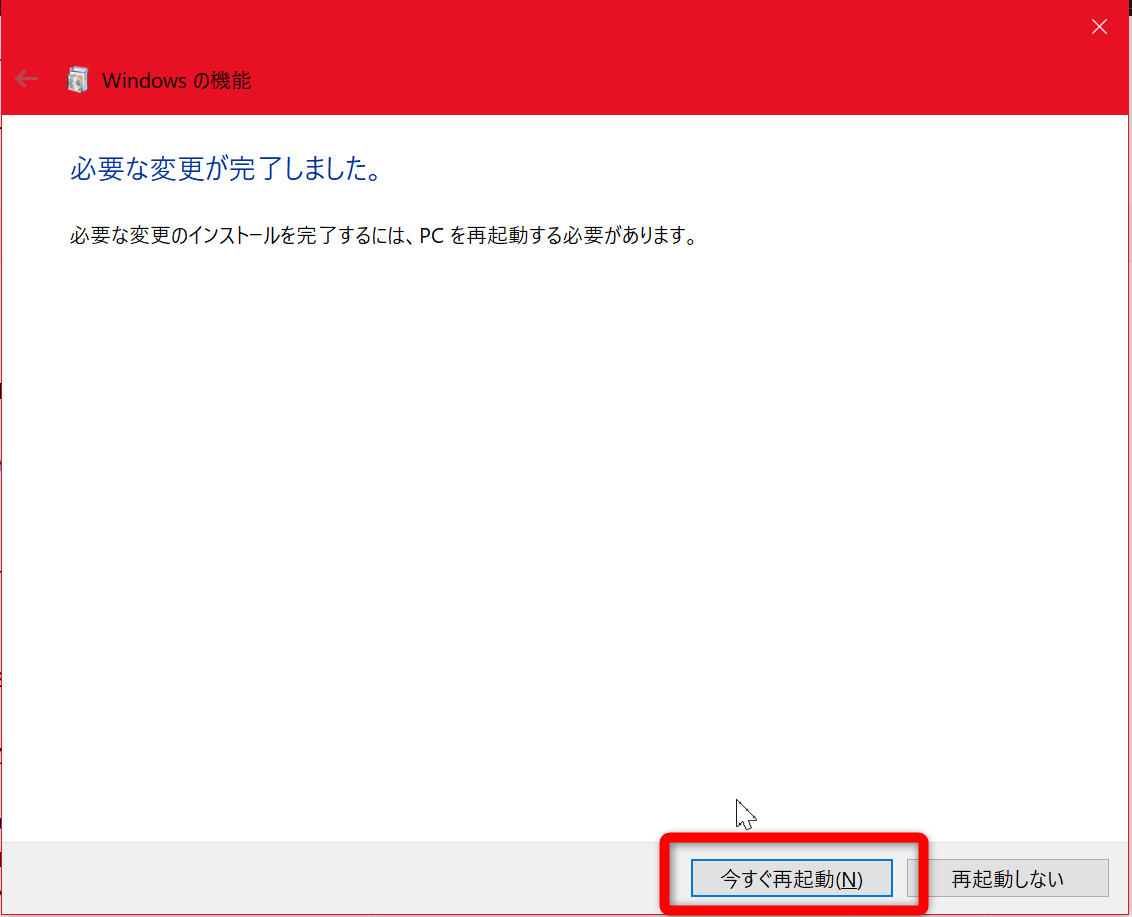 Windows の機能
必要な変更が完了しました。
必要な変更のインストールを完了するには、PC を再起動する必要があります。
今すぐ再起動(N)
再起動しない